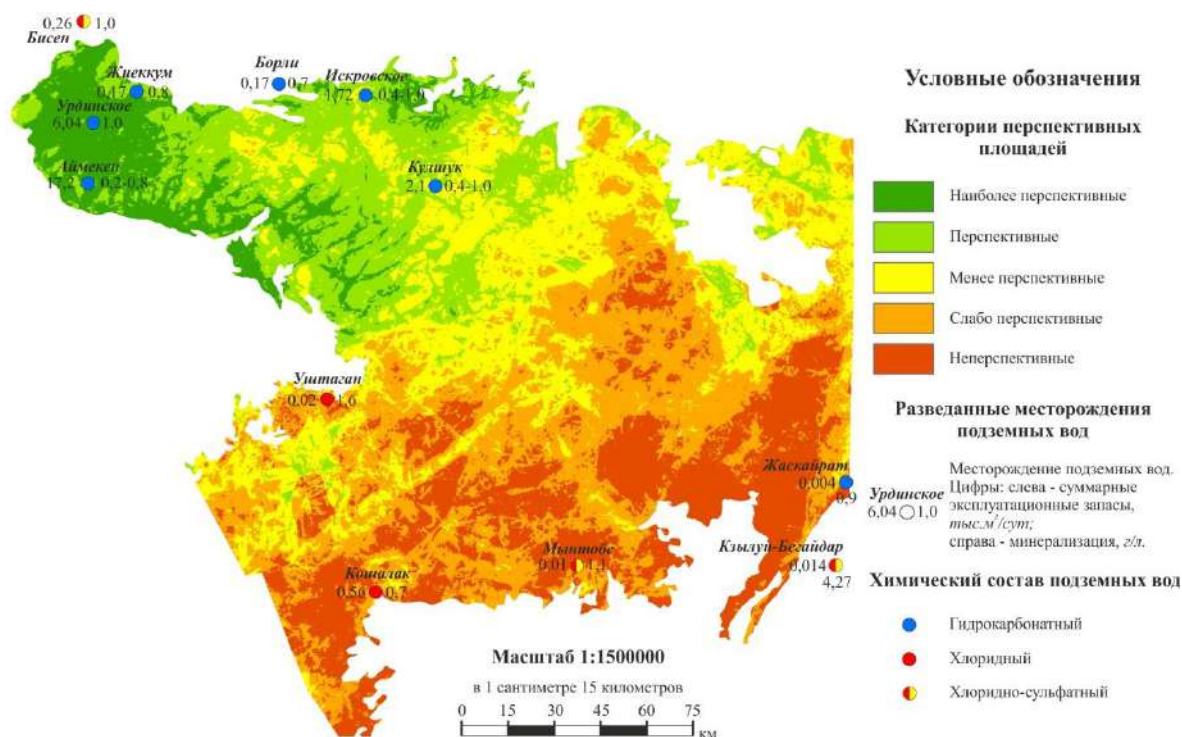 0,26 1,0
Бисен
Жиеккум
0,17 0,8
Урдинское
6,04 1,0
Аймекен
17,2 0,2-0,8
Борли
0,17 0,7
Искровское
1,72 0,4-1,0
Кулшук
2,1 0,4-1,0
Уштаган
0,02 1,6
Жаскайрат
0,004
0,9
Кошалак
0,56 0,7
Мынтобе
0,01 1,1
Кзылуй-Бегайдар
0,014
4,27
Масштаб 1:1500000
в 1 сантиметре 15 километров
0 15 30 45 60 75
км
Условные обозначения
Категории перспективных
площадей
Наиболее перспективные
Перспективные
Менее перспективные
Слабо перспективные
Неперспективные
Разведанные месторождения
подземных вод
Урдинское
6,04 1,0
Месторождение подземных вод.
Цифры: слева - суммарные
эксплуатационные запасы,
тыс.м³/сут;
справа - минерализация, г/л.
Химический состав подземных вод
Гидрокарбонатный
Хлоридный
Хлоридно-сульфатный